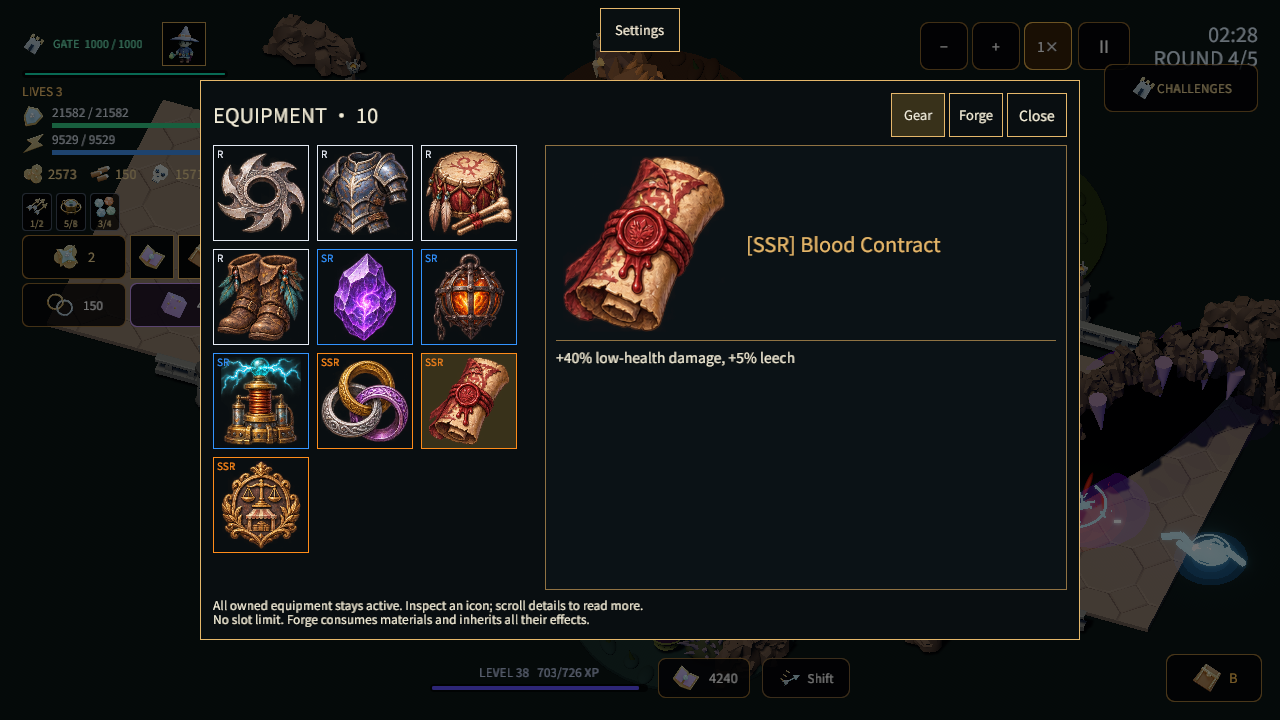 Settings
GATE 1000 / 1000
1×
02:28
ROUND 4/5
CHALLENGES
LIVES 3
21582 / 21582
9529 / 9529
2573
150
1571
1/2
5/8
3/4
2
150
EQUIPMENT • 10
Gear
Forge
Close
R
R
R
R
SR
SR
SR
SSR
SSR
SSR
[SSR] Blood Contract
+40% low-health damage, +5% leech
All owned equipment stays active. Inspect an icon; scroll details to read more.
No slot limit. Forge consumes materials and inherits all their effects.
LEVEL 38 703/726 XP
4240
Shift
B